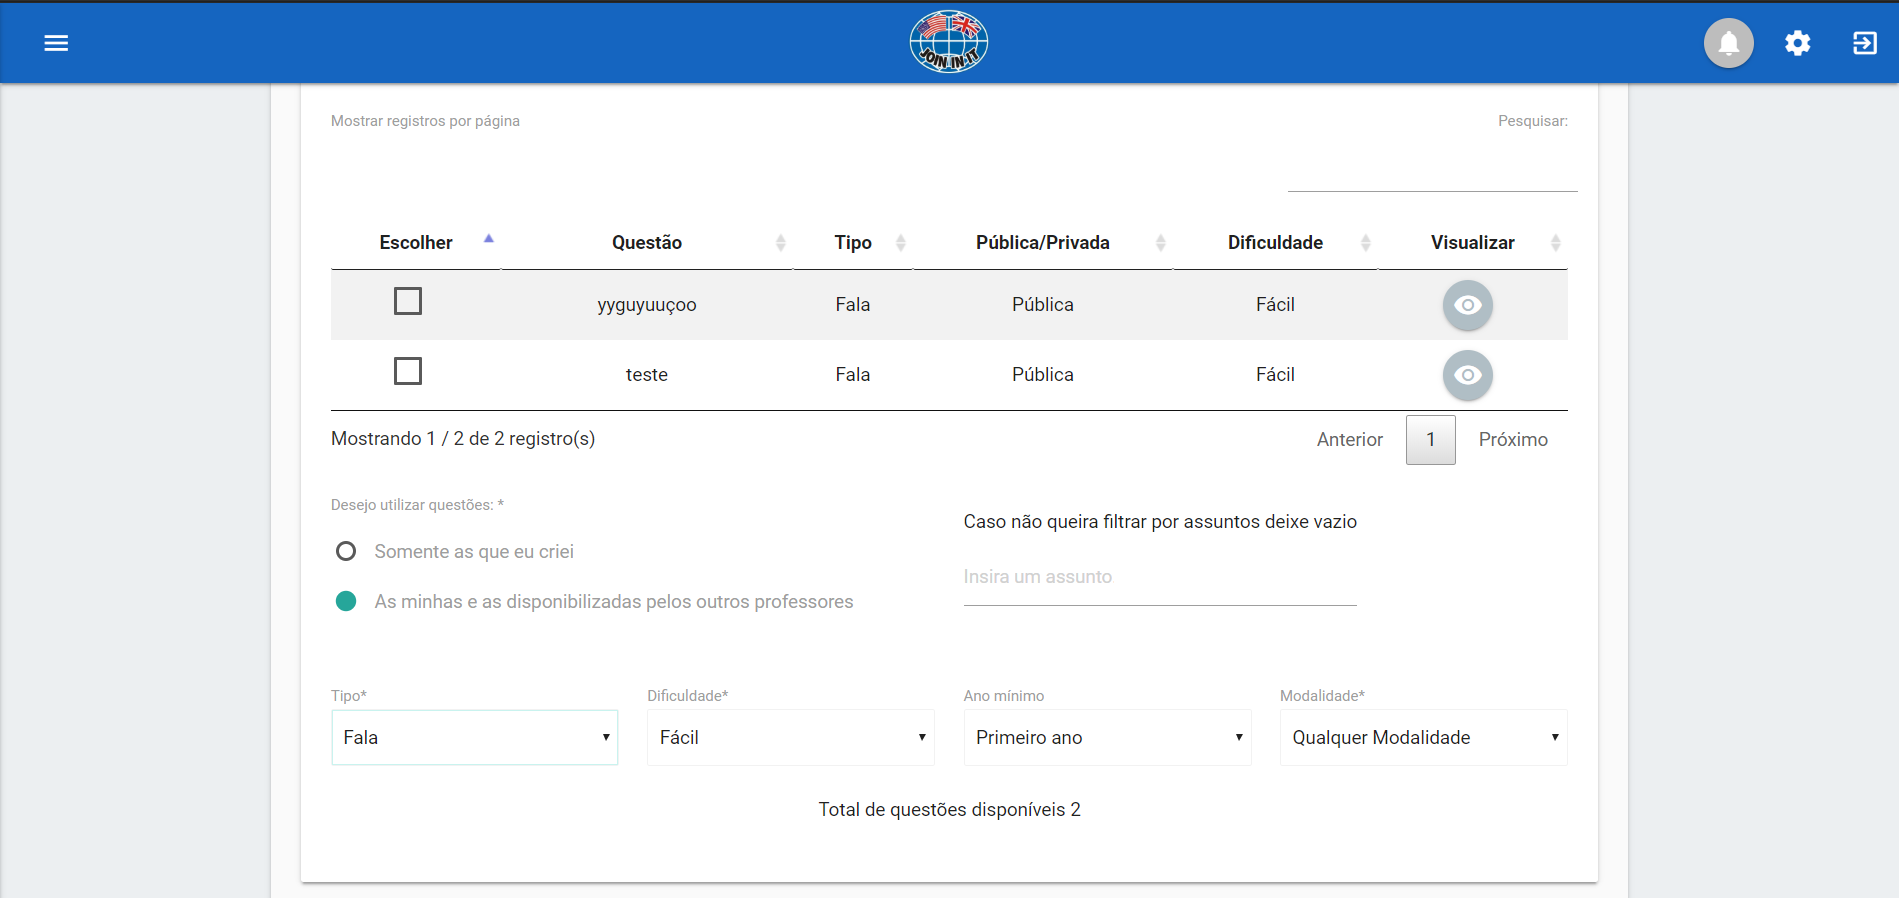 JOIN IN IT
Mostrar registros por página
Pesquisar:
Escolher Questão Tipo Pública/Privada Dificuldade Visualizar
yyguyuuçoo Fala Pública Fácil
teste Fala Pública Fácil
Mostrando 1 / 2 de 2 registro(s)
Anterior 1 Próximo
Desejo utilizar questões: *
Somente as que eu criei
As minhas e as disponibilizadas pelos outros professores
Caso não queira filtrar por assuntos deixe vazio
Insira um assunto
Tipo* Dificuldade* Ano mínimo Modalidade*
Fala Fácil Primeiro ano Qualquer Modalidade
Total de questões disponíveis 2